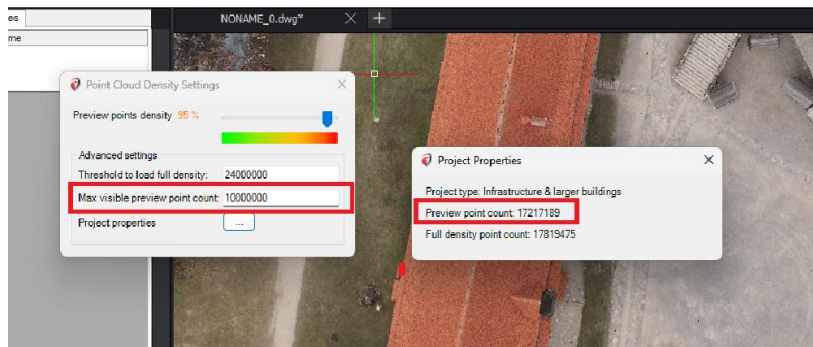 es
NONAME_0.dwg*
me
Point Cloud Density Settings
Preview points density 95 %
Advanced settings
Threshold to load full density: 24000000
Max visible preview point count: 10000000
Project properties ...
Project Properties
Project type: Infrastructure & larger buildings
Preview point count: 17217189
Full density point count: 17819475